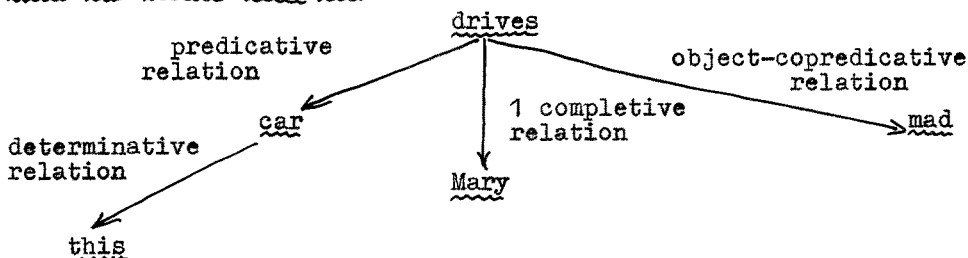 drives
predicative
relation
object-copredicative
relation
car
1 completive
relation
mad
determinative
relation
Mary
this